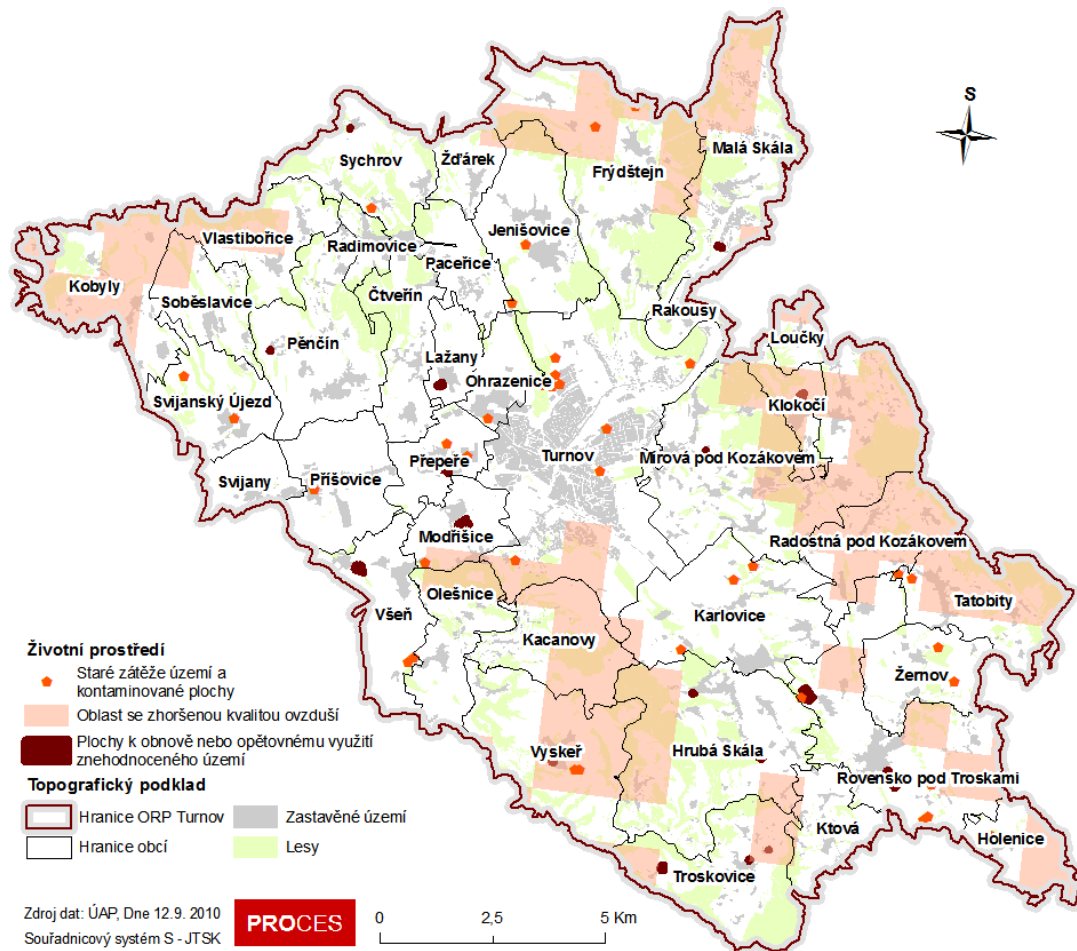 S
Malá Skála
Sychrov
Žďárek
Frýdštejn
Jenišovice
Vlastibořice
Radimovice
Paceřice
Kobyly
Čtveřín
Soběslavice
Rakousy
Loučky
Pěnčín
Lažany
Ohrazenice
Svijanský Újezd
Klokočí
Turnov
Mírová pod Kozákovem
Přepeře
Svijany
Příšovice
Modřišice
Radostná pod Kozákovem
Olešnice
Tatobity
Všeň
Karlovice
Kacanovy
Žernov
Vyskeř
Hrubá Skála
Rovensko pod Troskami
Ktová
Holenice
Troskovice
Životní prostředí
Staré zátěže území a
kontaminované plochy
Oblast se zhoršenou kvalitou ovzduší
Plochy k obnově nebo opětovnému využití
znehodnoceného území
Topografický podklad
Hranice ORP Turnov
Zastavěné území
Hranice obcí
Lesy
Zdroj dat: ÚAP, Dne 12.9. 2010
Souřadnicový systém S - JTSK
PROCES
0 2,5 5 Km